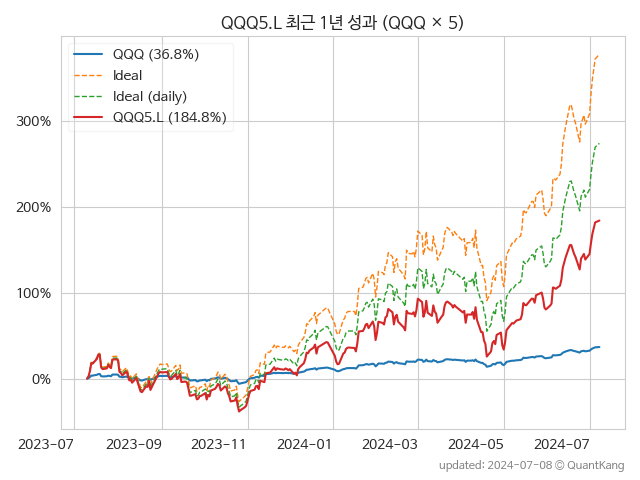 QQQ5.L 최근 1년 성과 (QQQ × 5)
QQQ (36.8%)
Ideal
Ideal (daily)
QQQ5.L (184.8%)
300%
200%
100%
0%
2023-07 2023-09 2023-11 2024-01 2024-03 2024-05 2024-07
updated: 2024-07-08 © QuantKang